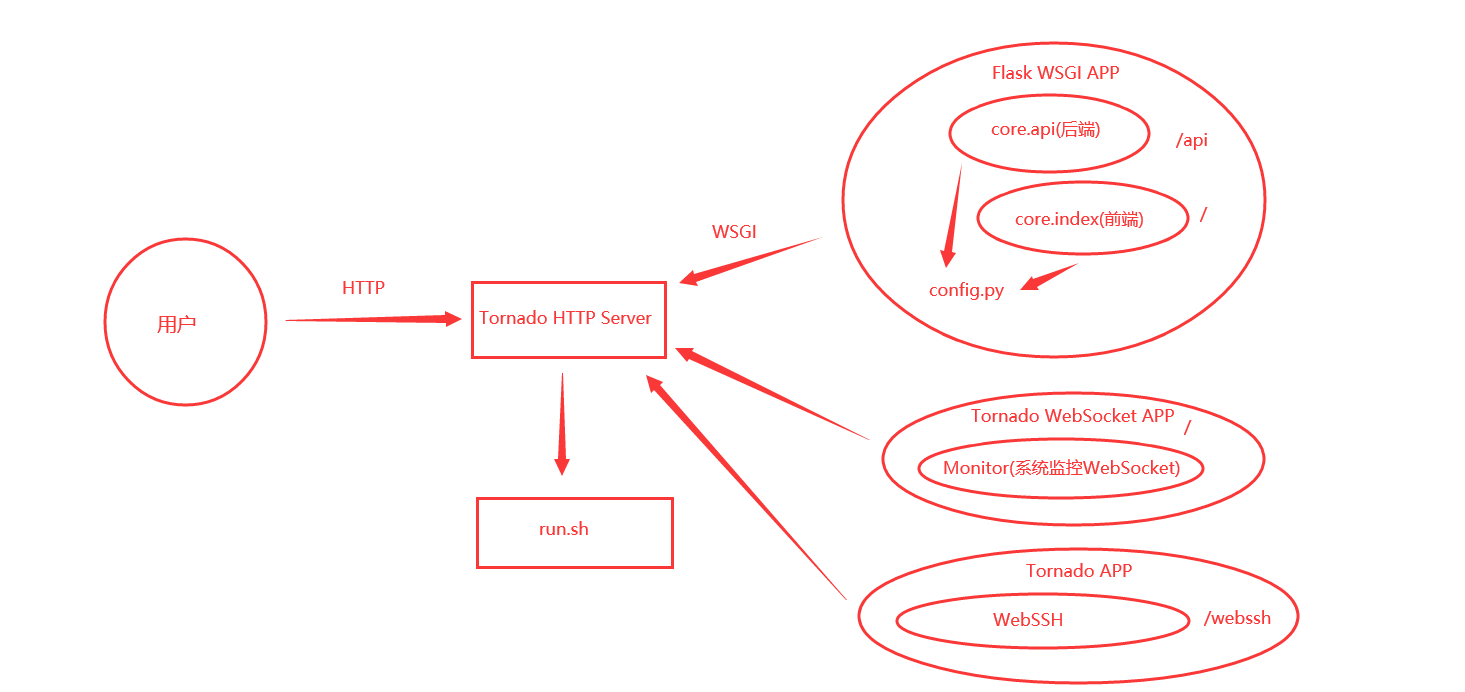 用户
HTTP
Tornado HTTP Server
run.sh
WSGI
Flask WSGI APP
core.api(后端)
/api
core.index(前端)
/
config.py
Tornado WebSocket APP
/
Monitor(系统监控WebSocket)
Tornado APP
WebSSH
/webssh